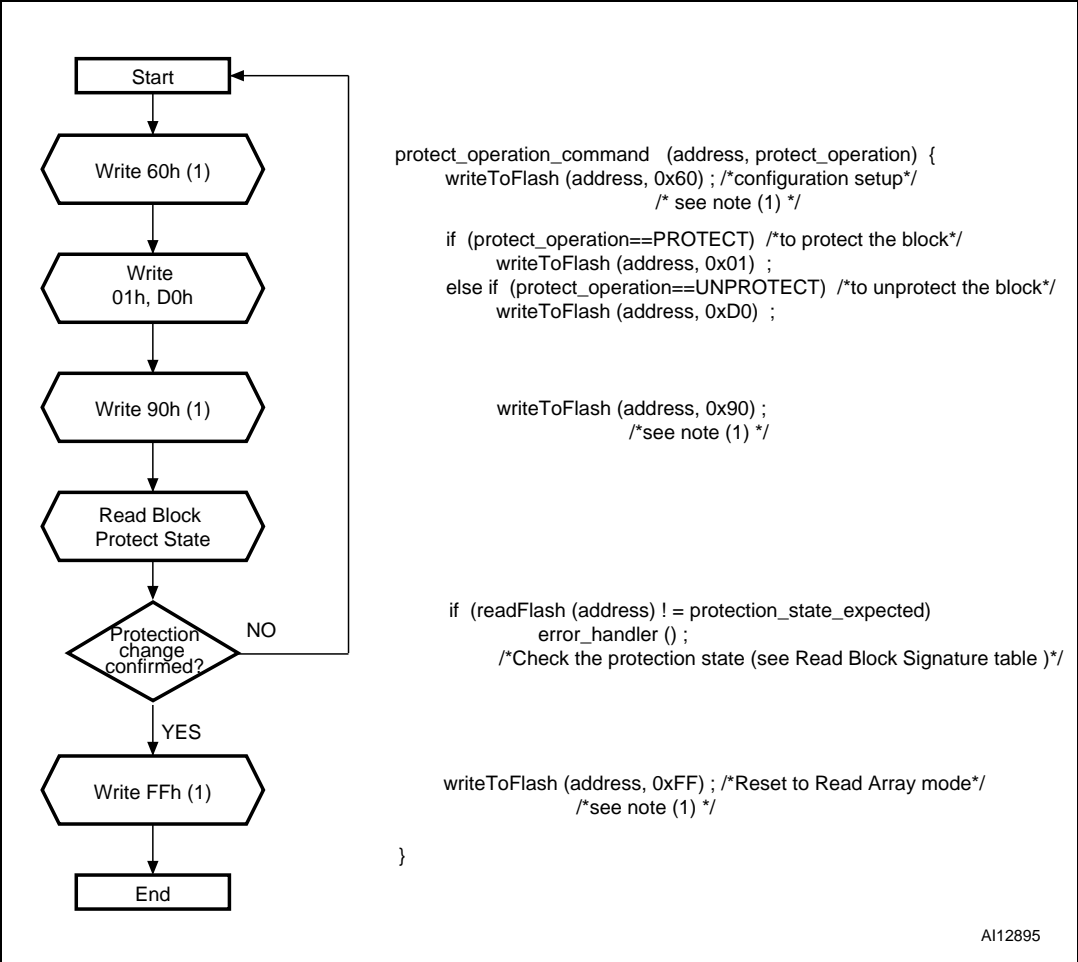 Start
Write 60h (1)
Write
01h, D0h
Write 90h (1)
Read Block
Protect State
Protection
change
confirmed?
NO
YES
Write FFh (1)
End
protect_operation_command (address, protect_operation) {
writeToFlash (address, 0x60) ; /*configuration setup*/
/* see note (1) */
if (protect_operation==PROTECT) /*to protect the block*/
writeToFlash (address, 0x01) ;
else if (protect_operation==UNPROTECT) /*to unprotect the block*/
writeToFlash (address, 0xD0) ;
writeToFlash (address, 0x90) ;
/*see note (1) */
if (readFlash (address) ! = protection_state_expected)
error_handler () ;
/*Check the protection state (see Read Block Signature table )*/
writeToFlash (address, 0xFF) ; /*Reset to Read Array mode*/
/*see note (1) */
}
AI12895